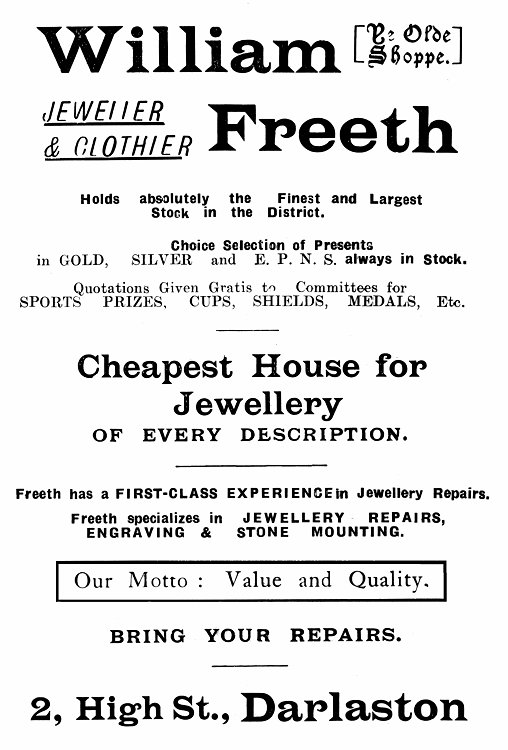 William [Ye Olde
Shoppe.]
JEWELLER
& CLOTHIER
Freeth
Holds absolutely the Finest and Largest
Stock in the District.
Choice Selection of Presents
in GOLD, SILVER and E. P. N. S. always in Stock.
Quotations Given Gratis to Committees for
SPORTS PRIZES, CUPS, SHIELDS, MEDALS, Etc.
Cheapest House for
Jewellery
OF EVERY DESCRIPTION.
Freeth has a FIRST-CLASS EXPERIENCE in Jewellery Repairs.
Freeth specializes in JEWELLERY REPAIRS,
ENGRAVING & STONE MOUNTING.
Our Motto : Value and Quality.
BRING YOUR REPAIRS.
2, High St., Darlaston